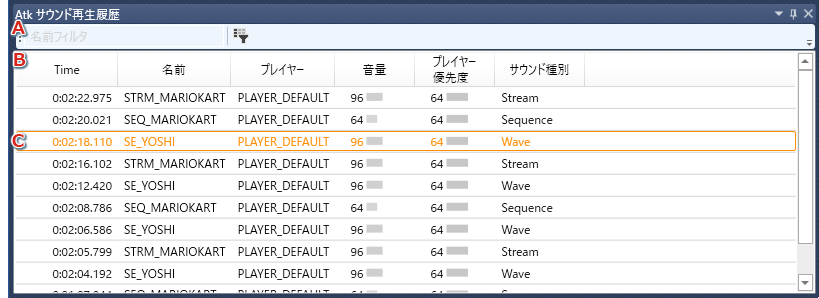 Atk サウンド再生履歴
A
名前フィルタ
B
Time 名前 プレイヤー 音量 プレイヤー優先度 サウンド種別
0:02:22.975 STRM_MARIOKART PLAYER_DEFAULT 96 64 Stream
0:02:20.021 SEQ_MARIOKART PLAYER_DEFAULT 64 64 Sequence
C
0:02:18.110 SE_YOSHI PLAYER_DEFAULT 96 64 Wave
0:02:16.102 STRM_MARIOKART PLAYER_DEFAULT 96 64 Stream
0:02:12.420 SE_YOSHI PLAYER_DEFAULT 96 64 Wave
0:02:08.786 SEQ_MARIOKART PLAYER_DEFAULT 64 64 Sequence
0:02:06.586 SE_YOSHI PLAYER_DEFAULT 96 64 Wave
0:02:05.799 STRM_MARIOKART PLAYER_DEFAULT 96 64 Stream
0:02:04.192 SE_YOSHI PLAYER_DEFAULT 96 64 Wave